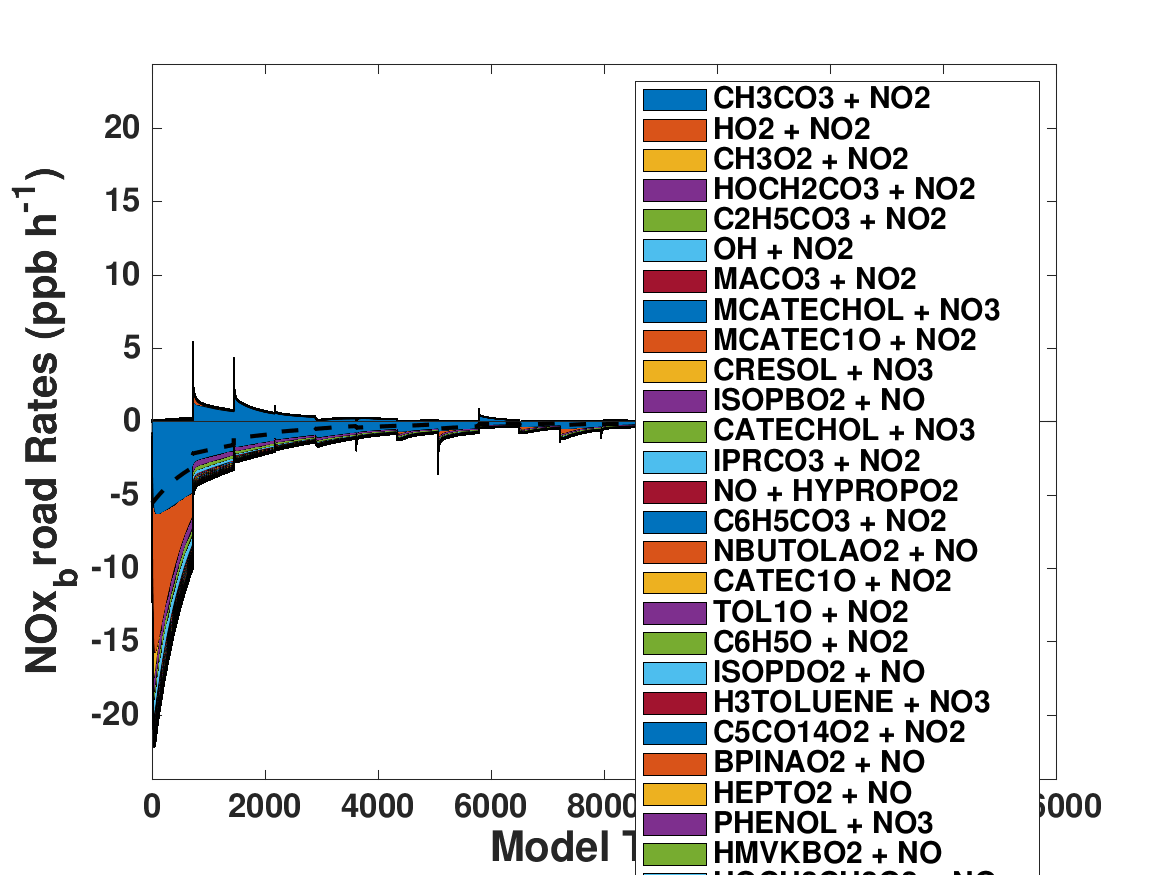 NOx_b road Rates (ppb h^-1)
20
15
10
5
0
-5
-10
-15
-20
0 2000 4000 6000 8000 6000
Model T
CH3CO3 + NO2
HO2 + NO2
CH3O2 + NO2
HOCH2CO3 + NO2
C2H5CO3 + NO2
OH + NO2
MACO3 + NO2
MCATECHOL + NO3
MCATEC1O + NO2
CRESOL + NO3
ISOPBO2 + NO
CATECHOL + NO3
IPRCO3 + NO2
NO + HYPROPO2
C6H5CO3 + NO2
NBUTOLAO2 + NO
CATEC1O + NO2
TOL1O + NO2
C6H5O + NO2
ISOPDO2 + NO
H3TOLUENE + NO3
C5CO14O2 + NO2
BPINAO2 + NO
HEPTO2 + NO
PHENOL + NO3
HMVKBO2 + NO